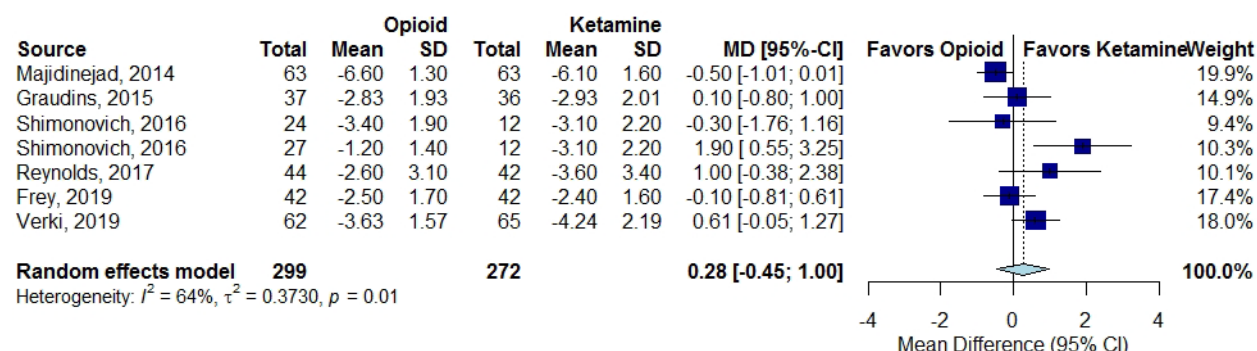 Opioid Ketamine
Source Total Mean SD Total Mean SD MD [95%-CI] Favors Opioid Favors Ketamine Weight
Majidinejad, 2014 63 -6.60 1.30 63 -6.10 1.60 -0.50 [-1.01; 0.01] 19.9%
Graudins, 2015 37 -2.83 1.93 36 -2.93 2.01 0.10 [-0.80; 1.00] 14.9%
Shimonovich, 2016 24 -3.40 1.90 12 -3.10 2.20 -0.30 [-1.76; 1.16] 9.4%
Shimonovich, 2016 27 -1.20 1.40 12 -3.10 2.20 1.90 [ 0.55; 3.25] 10.3%
Reynolds, 2017 44 -2.60 3.10 42 -3.60 3.40 1.00 [-0.38; 2.38] 10.1%
Frey, 2019 42 -2.50 1.70 42 -2.40 1.60 -0.10 [-0.81; 0.61] 17.4%
Verki, 2019 62 -3.63 1.57 65 -4.24 2.19 0.61 [-0.05; 1.27] 18.0%
Random effects model 299 272 0.28 [-0.45; 1.00] 100.0%
Heterogeneity: I² = 64%, τ² = 0.3730, p = 0.01
-4 -2 0 2 4
Mean Difference (95% CI)